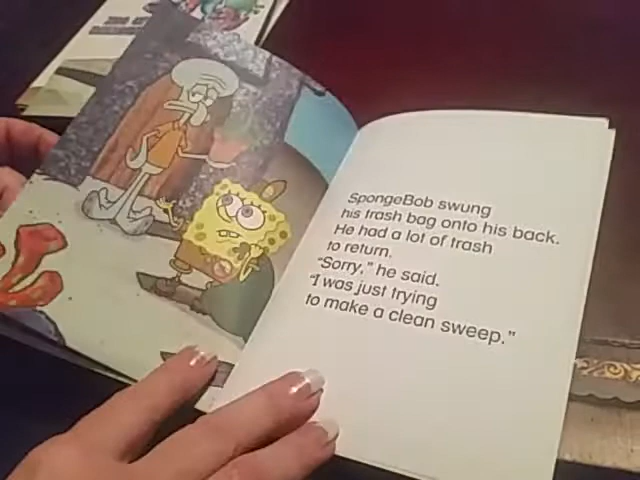 SpongeBob swung
his trash bag onto his back.
He had a lot of trash
to return.
"Sorry," he said.
"I was just trying
to make a clean sweep."